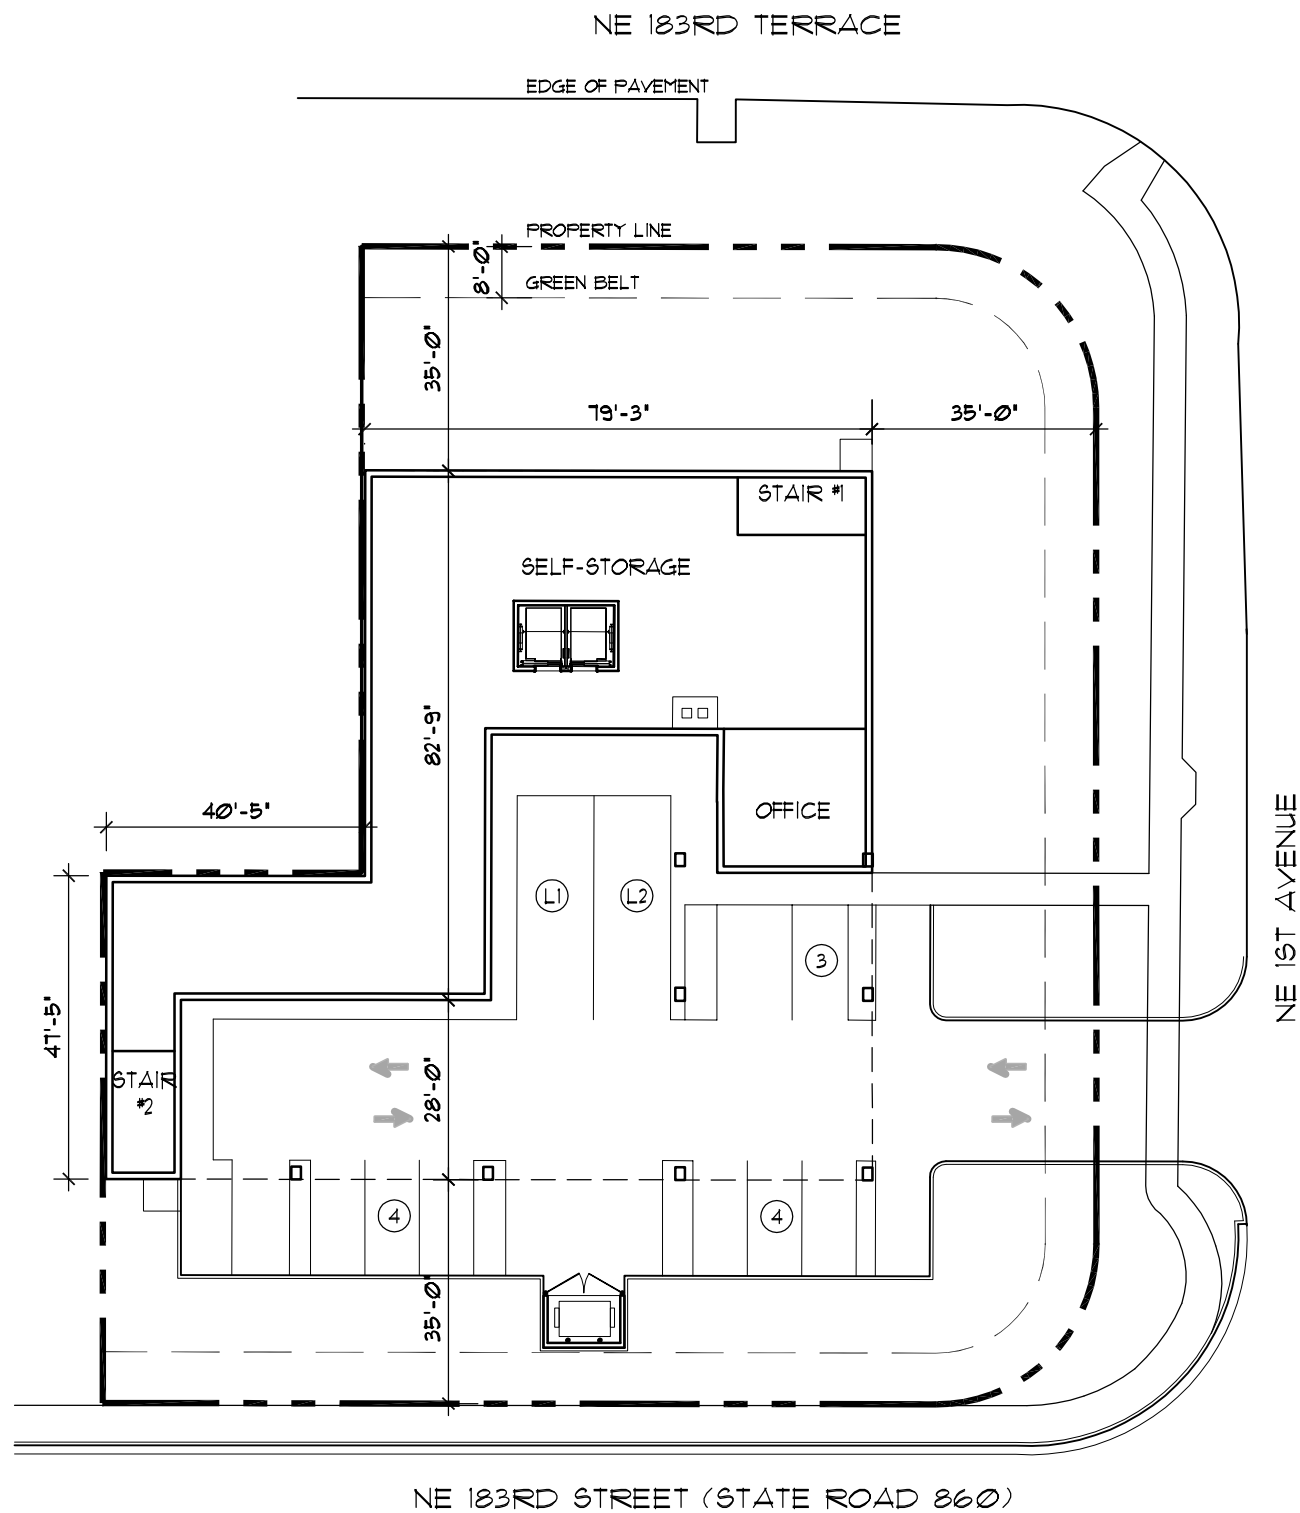 NE 183RD TERRACE
EDGE OF PAVEMENT
PROPERTY LINE
8'-0"
GREEN BELT
35'-0"
79'-3"
35'-0"
STAIR #1
SELF-STORAGE
82'-9"
40'-5"
OFFICE
NE 1ST AVENUE
L1
L2
3
47'-5"
28'-0"
STAIR
#2
4
4
35'-0"
NE 183RD STREET (STATE ROAD 860)